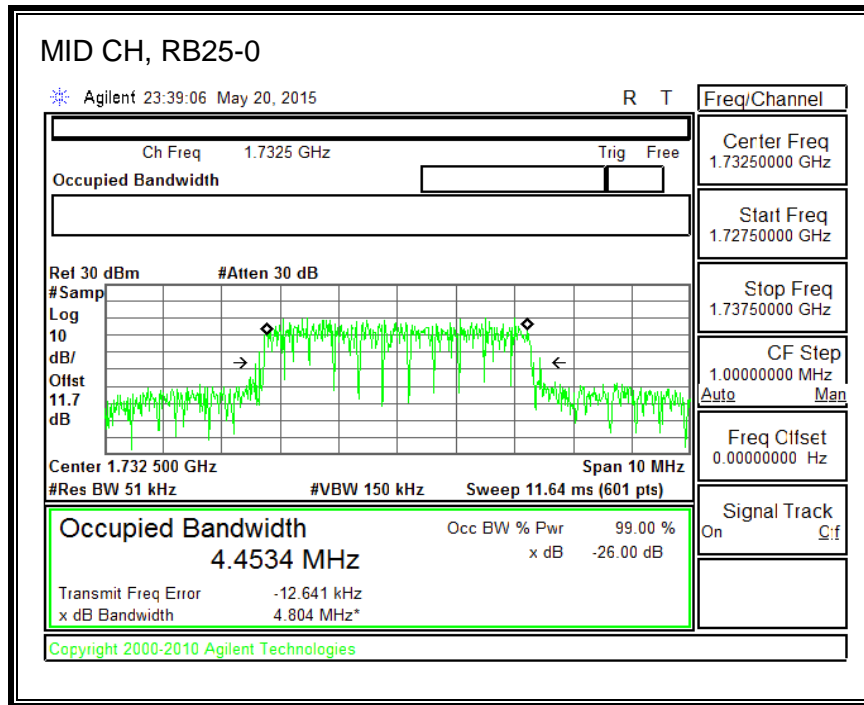 MID CH, RB25-0
Agilent 23:39:06 May 20, 2015 R T
Freq/Channel
Ch Freq 1.7325 GHz Trig Free
Occupied Bandwidth
Center Freq
1.73250000 GHz
Start Freq
1.72750000 GHz
Stop Freq
1.73750000 GHz
CF Step
1.00000000 MHz
Auto Man
Freq Offset
0.00000000 Hz
Signal Track
On Off
Ref 30 dBm #Atten 30 dB
#Samp
Log
10
dB/
Offst
11.7
dB
Center 1.732 500 GHz Span 10 MHz
#Res BW 51 kHz #VBW 150 kHz Sweep 11.64 ms (601 pts)
Occupied Bandwidth Occ BW % Pwr 99.00 %
4.4534 MHz x dB -26.00 dB
Transmit Freq Error -12.641 kHz
x dB Bandwidth 4.804 MHz*
Copyright 2000-2010 Agilent Technologies